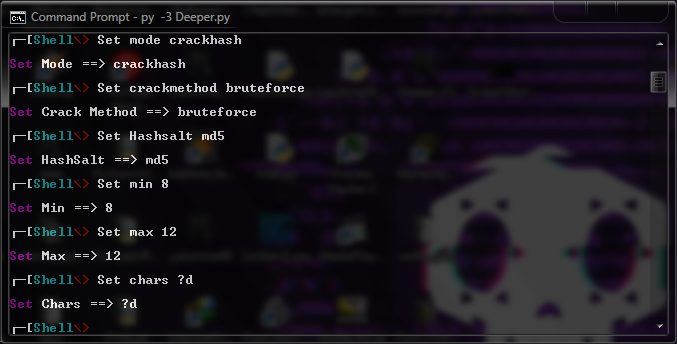 Command Prompt - py  -3 Deeper.py
┌─[Shell\> Set mode crackhash
Set Mode ==> crackhash
┌─[Shell\> Set crackmethod bruteforce
Set Crack Method ==> bruteforce
┌─[Shell\> Set Hashsalt md5
Set HashSalt ==> md5
┌─[Shell\> Set min 8
Set Min ==> 8
┌─[Shell\> Set max 12
Set Max ==> 12
┌─[Shell\> Set chars ?d
Set Chars ==> ?d
┌─[Shell\>